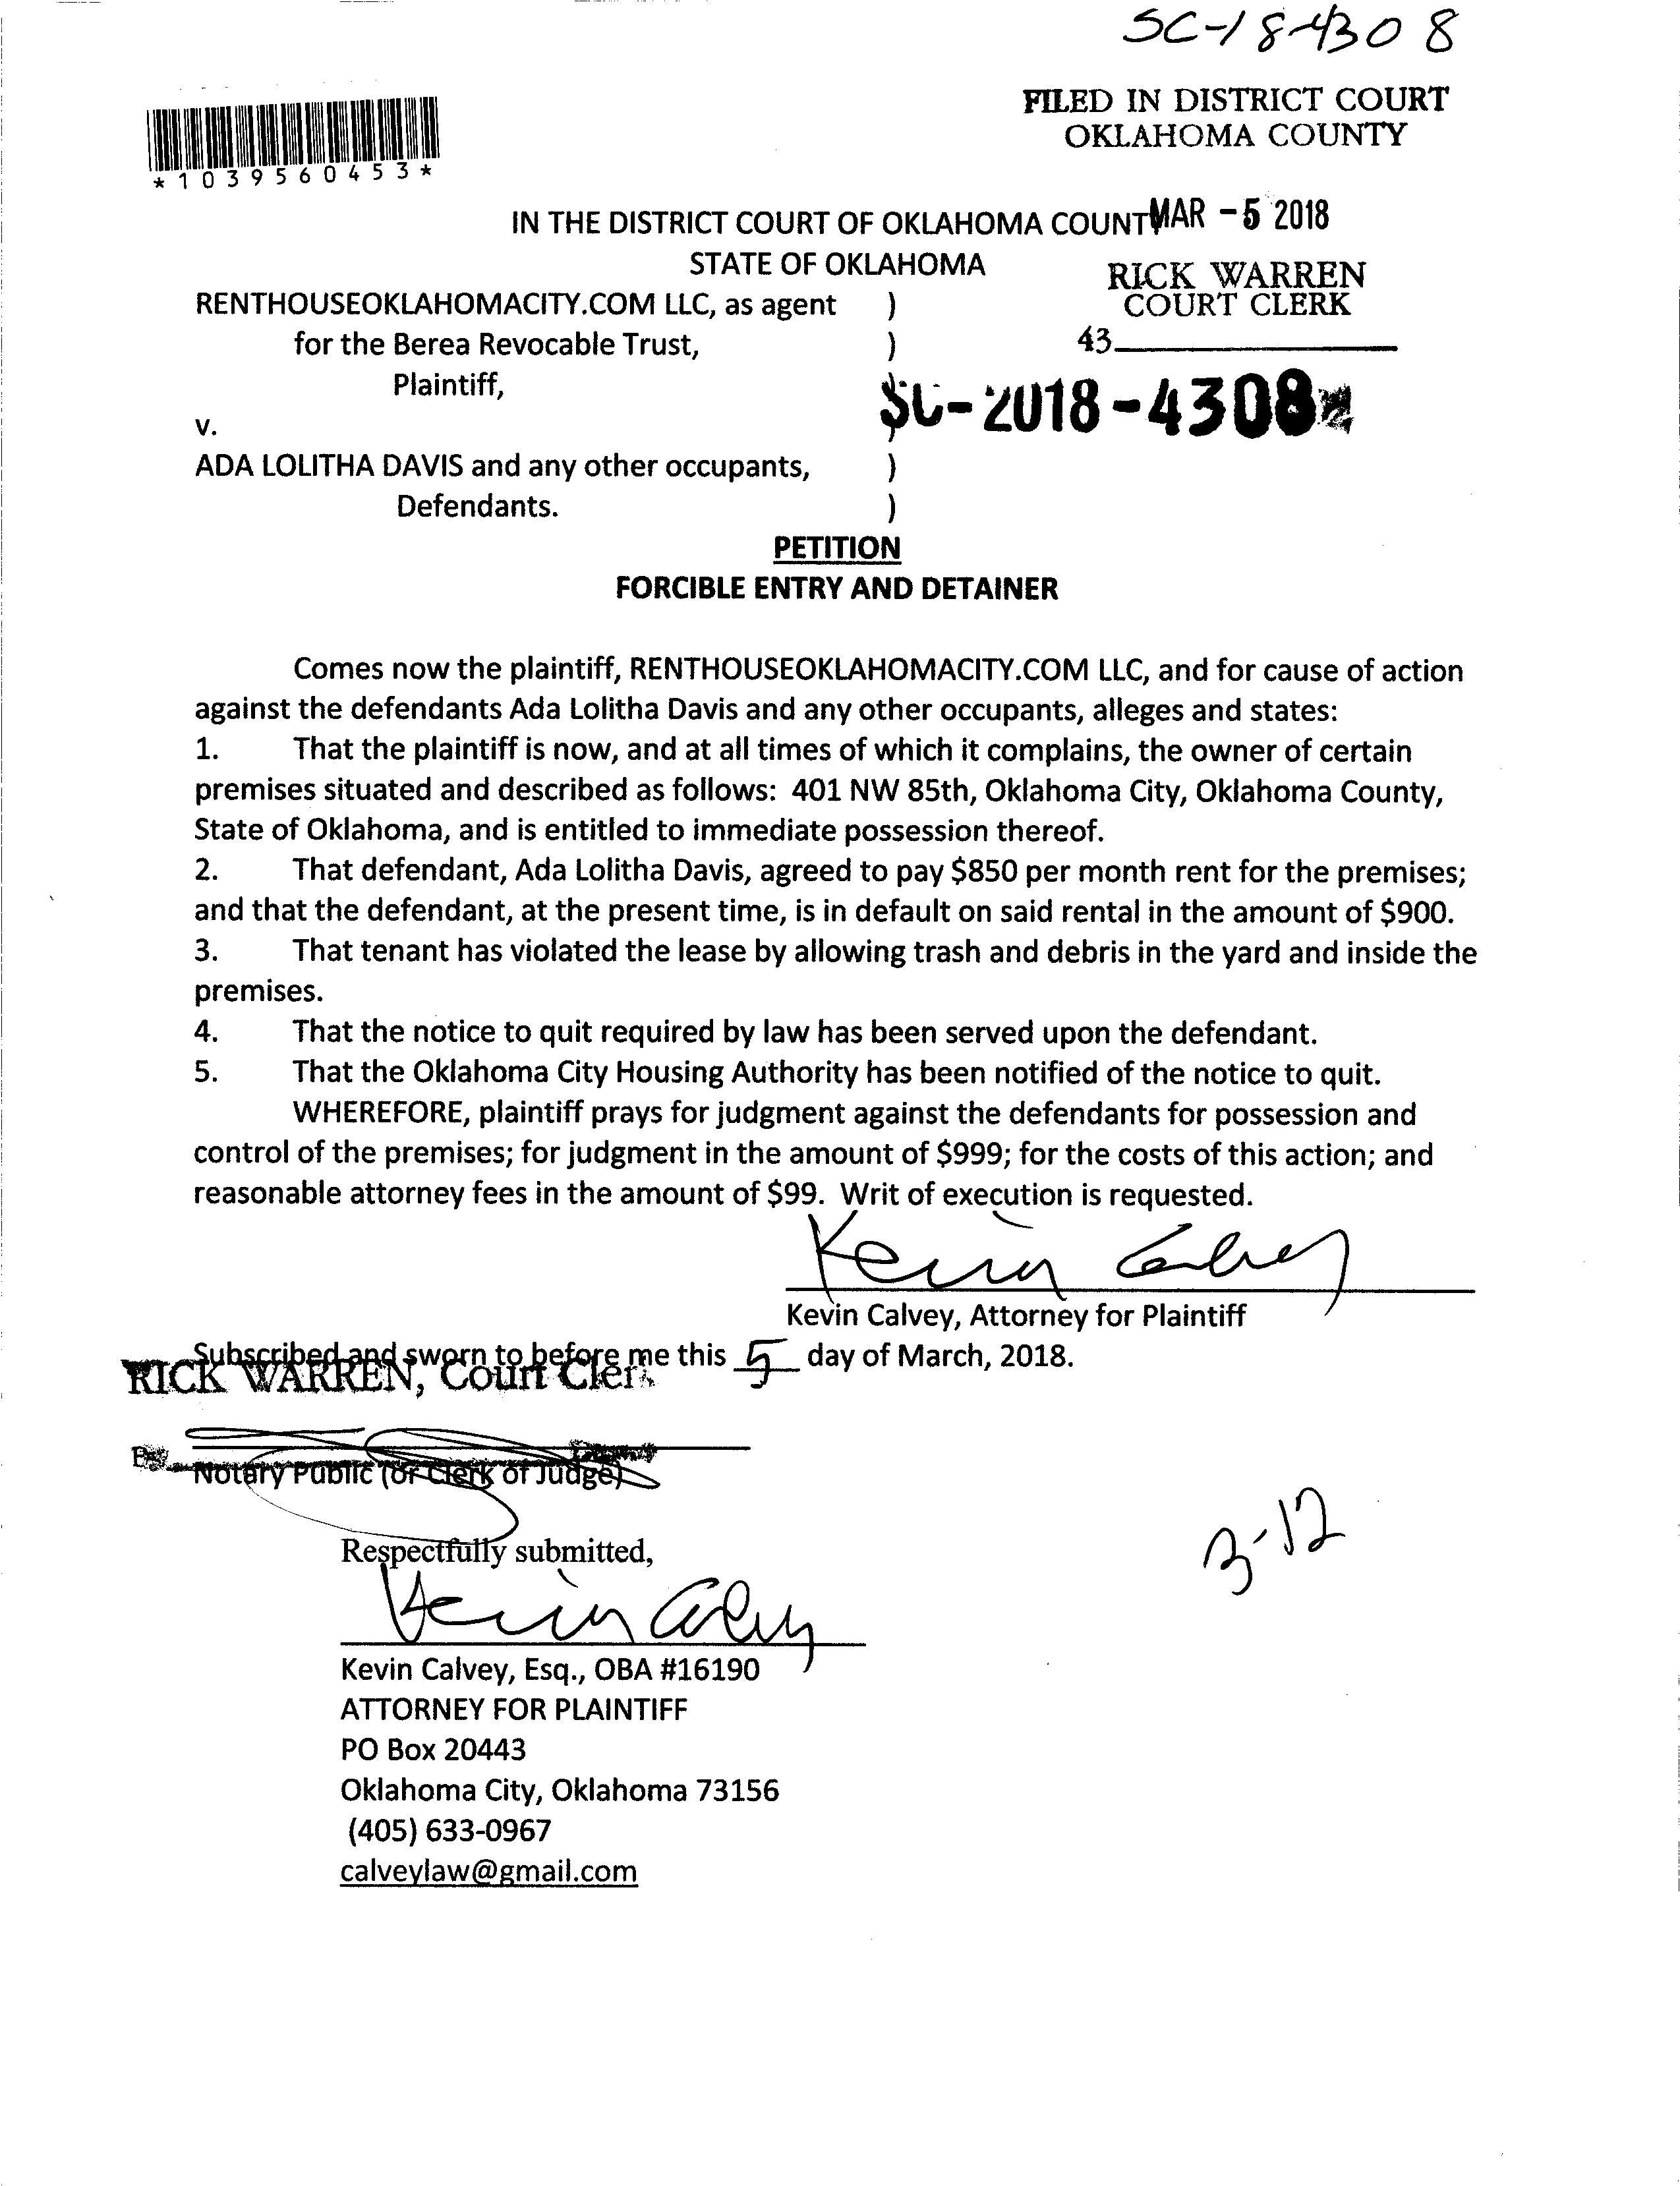 SC-18-4308
FILED IN DISTRICT COURT
OKLAHOMA COUNTY
*1039560453*
MAR -5 2018
IN THE DISTRICT COURT OF OKLAHOMA COUNTY
STATE OF OKLAHOMA
RICK WARREN
COURT CLERK
43
RENTHOUSEOKLAHOMACITY.COM LLC, as agent )
for the Berea Revocable Trust, )
Plaintiff, )
SC-2018-4308
v.
ADA LOLITHA DAVIS and any other occupants, )
Defendants. )
PETITION
FORCIBLE ENTRY AND DETAINER
Comes now the plaintiff, RENTHOUSEOKLAHOMACITY.COM LLC, and for cause of action
against the defendants Ada Lolitha Davis and any other occupants, alleges and states:
1. That the plaintiff is now, and at all times of which it complains, the owner of certain
premises situated and described as follows: 401 NW 85th, Oklahoma City, Oklahoma County,
State of Oklahoma, and is entitled to immediate possession thereof.
2. That defendant, Ada Lolitha Davis, agreed to pay $850 per month rent for the premises;
and that the defendant, at the present time, is in default on said rental in the amount of $900.
3. That tenant has violated the lease by allowing trash and debris in the yard and inside the
premises.
4. That the notice to quit required by law has been served upon the defendant.
5. That the Oklahoma City Housing Authority has been notified of the notice to quit.
WHEREFORE, plaintiff prays for judgment against the defendants for possession and
control of the premises; for judgment in the amount of $999; for the costs of this action; and
reasonable attorney fees in the amount of $99. Writ of execution is requested.
Kevin Calvey
Kevin Calvey, Attorney for Plaintiff
Subscribed and sworn to before me this 5 day of March, 2018.
RICK WARREN, Court Clerk
By
Notary Public (or Clerk of Judge)
3-12
Respectfully submitted,
Kevin Calvey
Kevin Calvey, Esq., OBA #16190
ATTORNEY FOR PLAINTIFF
PO Box 20443
Oklahoma City, Oklahoma 73156
(405) 633-0967
calveylaw@gmail.com